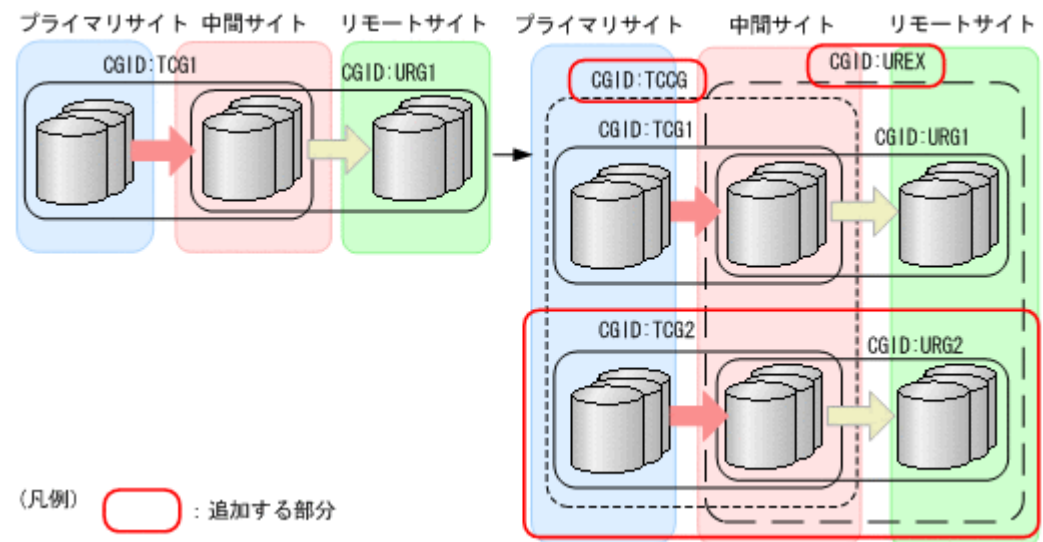 プライマリサイト 中間サイト リモートサイト
CGID:TCG1
CGID:URG1
プライマリサイト 中間サイト リモートサイト
CGID:TCCG
CGID:UREX
CGID:TCG1
CGID:URG1
CGID:TCG2
CGID:URG2
(凡例)
：追加する部分